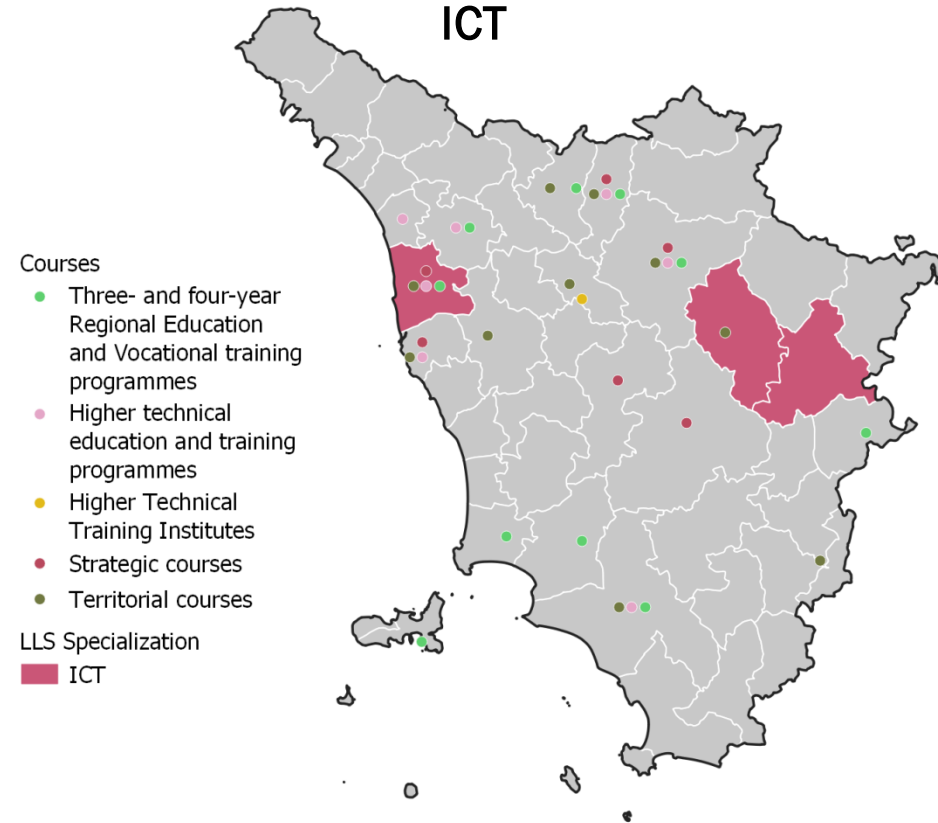 ICT
Courses
Three- and four-year
Regional Education
and Vocational training
programmes
Higher technical
education and training
programmes
Higher Technical
Training Institutes
Strategic courses
Territorial courses
LLS Specialization
ICT